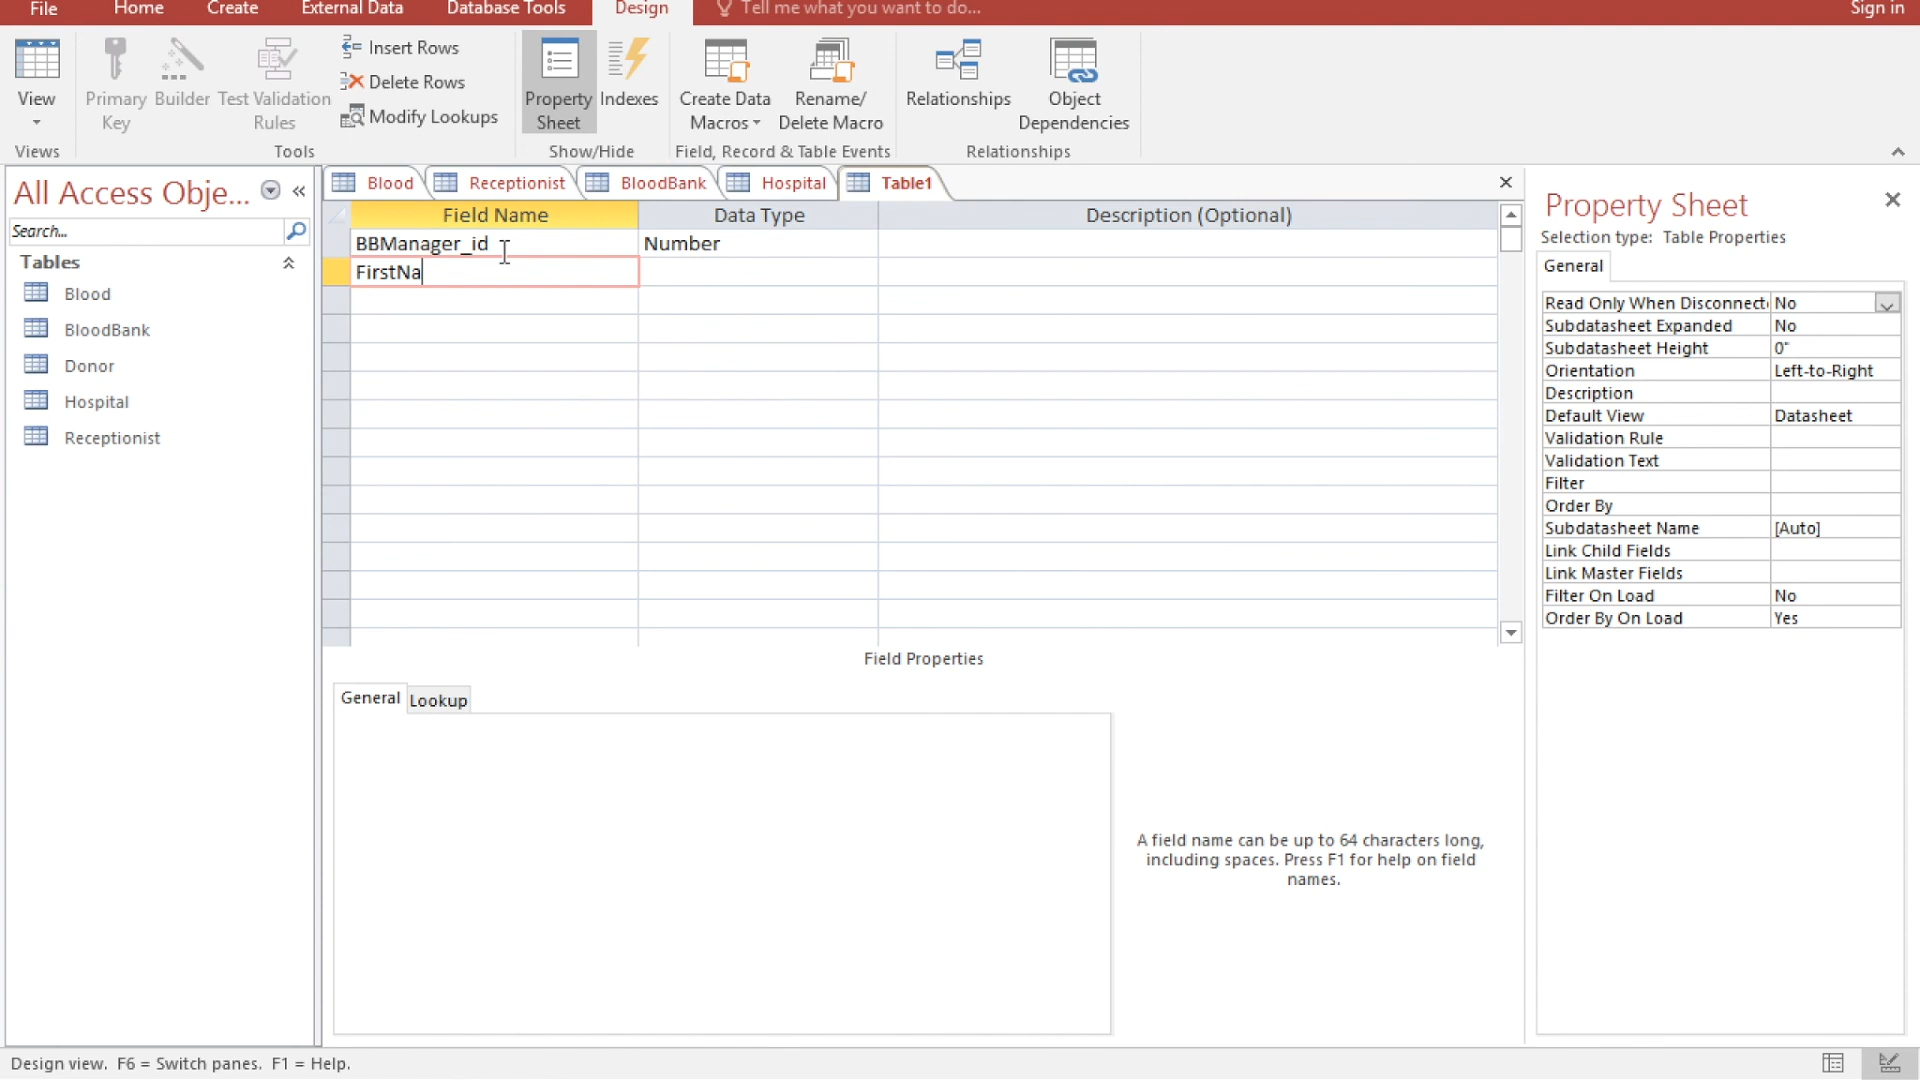 File Home Create External Data Database Tools Design Tell me what you want to do... Sign in
View
Primary Key
Builder
Test Validation Rules
Insert Rows
Delete Rows
Modify Lookups
Property Sheet
Indexes
Create Data Macros
Rename/ Delete Macro
Relationships
Object Dependencies
Views Tools Show/Hide Field, Record & Table Events Relationships
All Access Obje...
Search...
Tables
Blood
BloodBank
Donor
Hospital
Receptionist
Blood Receptionist BloodBank Hospital Table1
Field Name Data Type Description (Optional)
BBManager_id Number
FirstNa
Field Properties
General Lookup
A field name can be up to 64 characters long,
including spaces. Press F1 for help on field
names.
Property Sheet
Selection type: Table Properties
General
Read Only When Disconnect No
Subdatasheet Expanded No
Subdatasheet Height 0"
Orientation Left-to-Right
Description
Default View Datasheet
Validation Rule
Validation Text
Filter
Order By
Subdatasheet Name [Auto]
Link Child Fields
Link Master Fields
Filter On Load No
Order By On Load Yes
Design view. F6 = Switch panes. F1 = Help.